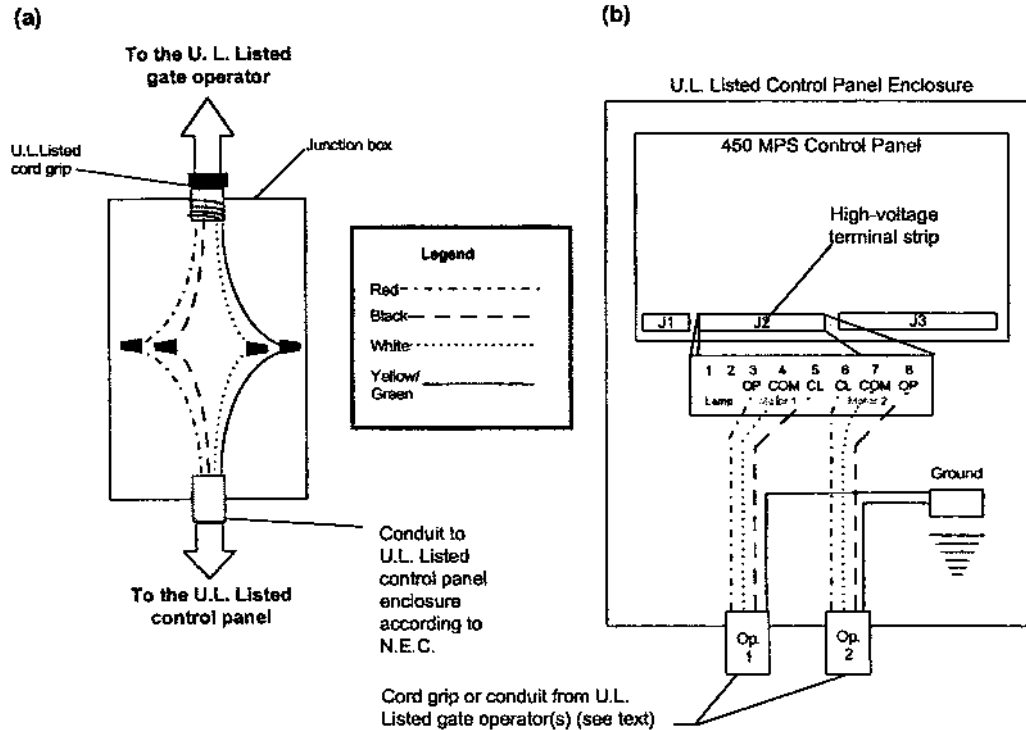 (a)
To the U. L. Listed
gate operator
U.L.Listed
cord grip
Junction box
Legend
Red
Black
White
Yellow/
Green
Conduit to
U.L. Listed
control panel
enclosure
according to
N.E.C.
To the U.L. Listed
control panel
(b)
U.L. Listed Control Panel Enclosure
450 MPS Control Panel
High-voltage
terminal strip
J1 J2 J3
1 2 3 4 5 6 7 8
OP COM CL CL COM OP
Lamp Motor 1 Motor 2
Ground
Op.
1
Op.
2
Cord grip or conduit from U.L.
Listed gate operator(s) (see text)